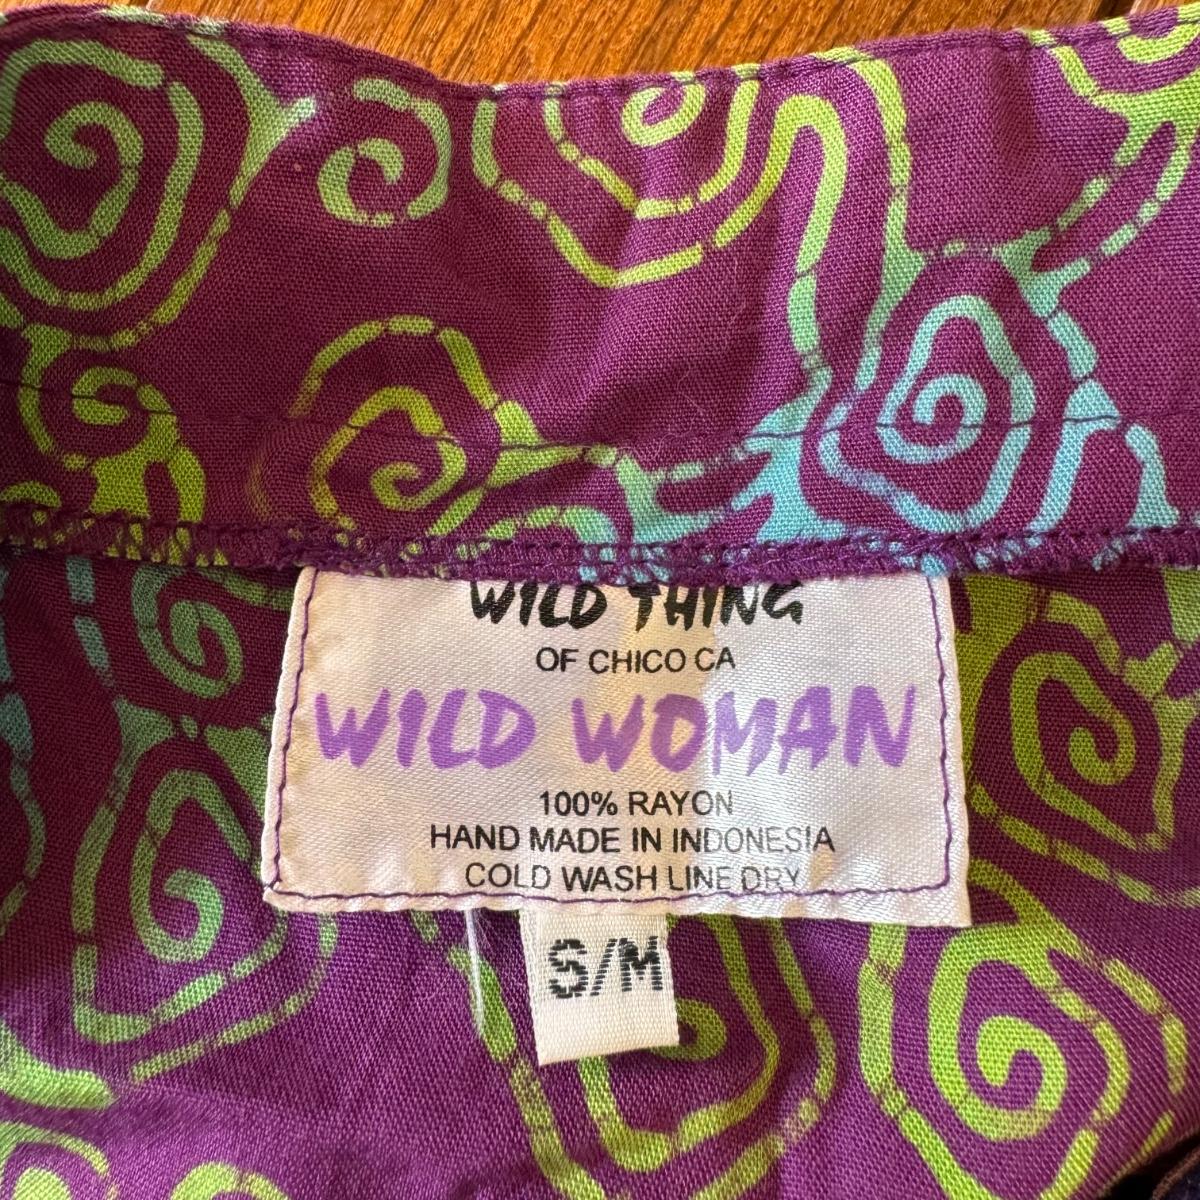 WILD THING
OF CHICO CA
WILD WOMAN
100% RAYON
HAND MADE IN INDONESIA
COLD WASH LINE DRY
S/M